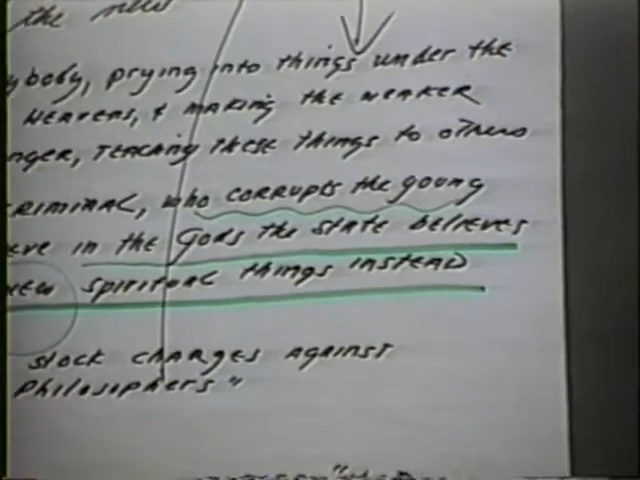 the
ybody, prying into things under the
Heavens, & making the weaker
nger, teaching these things to others
riminal, who corrupts the young
eve in the Gods the state believes
new spiritual things instead
stock charges against
philosophers"